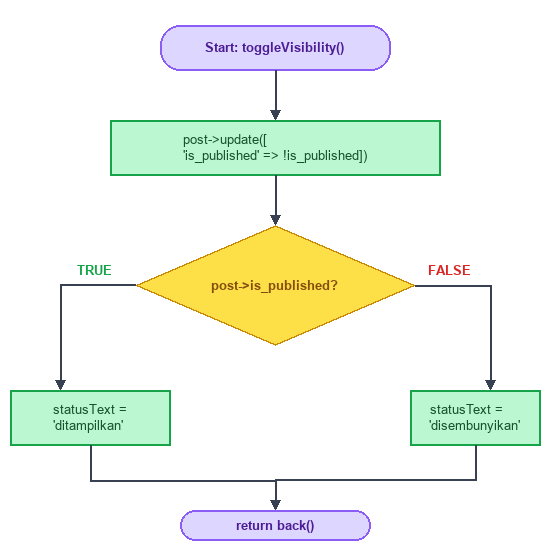 Start: toggleVisibility()
post->update([
'is_published' => !is_published])
post->is_published?
TRUE
FALSE
statusText =
'ditampilkan'
statusText =
'disembunyikan'
return back()